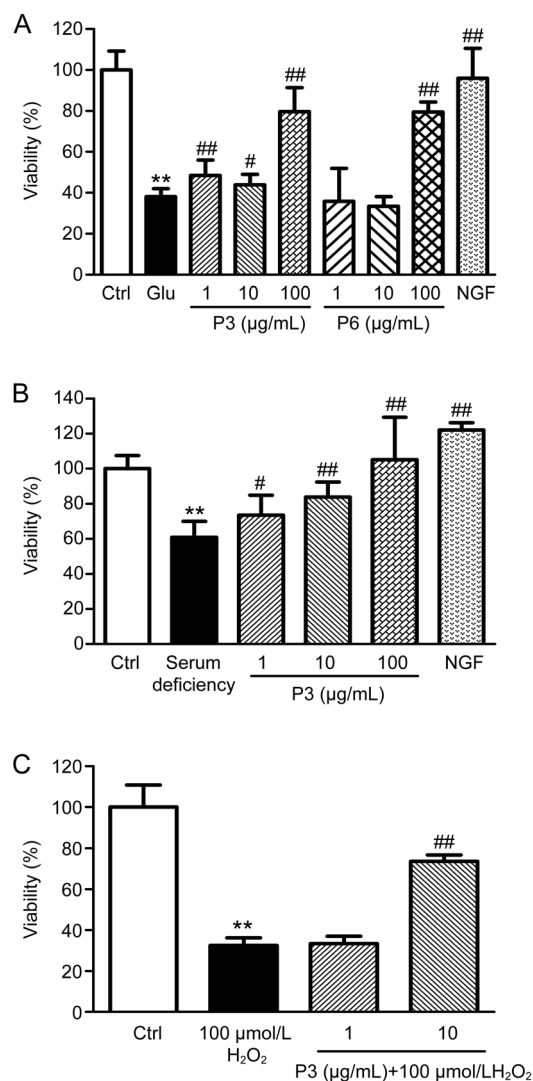 A
120
100
80
60
40
20
0
Viability (%)
**
##
#
##
##
##
Ctrl Glu 1 10 100 1 10 100 NGF
P3 (µg/mL) P6 (µg/mL)
B
140
120
100
80
60
40
20
0
Viability (%)
**
#
##
##
##
Ctrl Serum 1 10 100 NGF
deficiency P3 (µg/mL)
C
120
100
80
60
40
20
0
Viability (%)
**
##
Ctrl 100 µmol/L 1 10
H₂O₂
P3 (µg/mL)+100 µmol/LH₂O₂